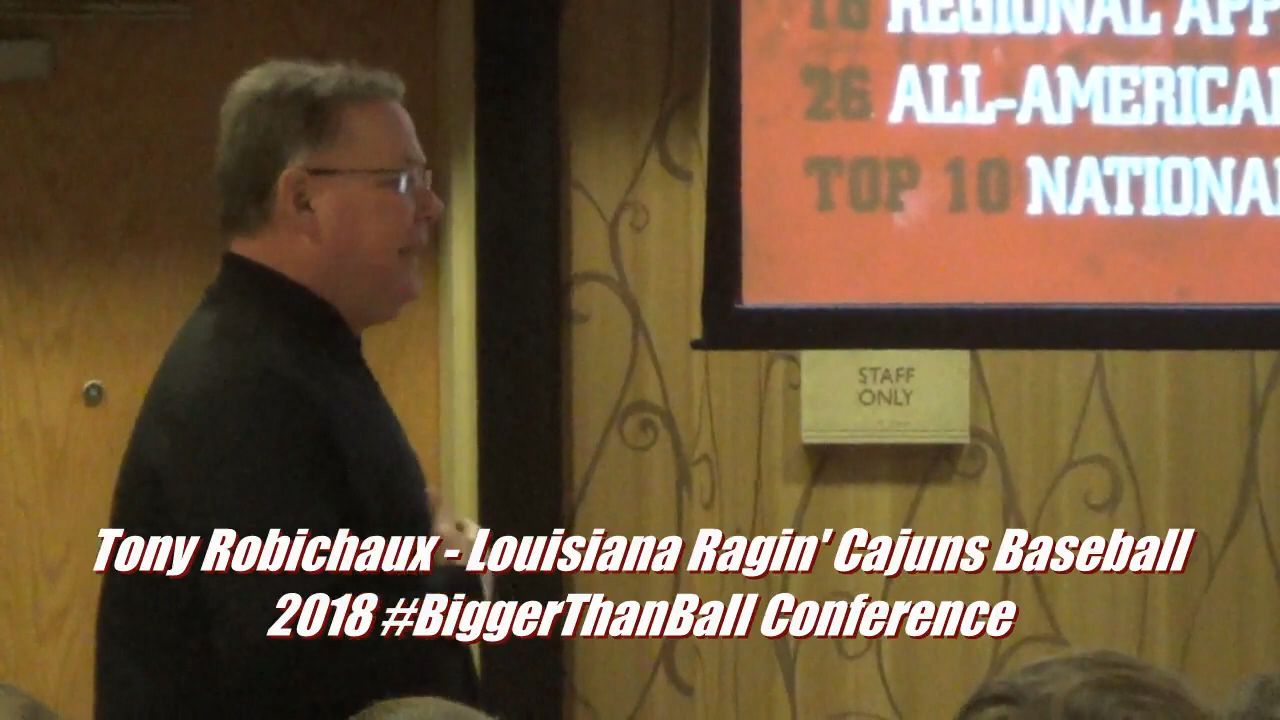 18 REGIONAL APP
26 ALL-AMERICA
TOP 10 NATIONA
STAFF
ONLY
Tony Robichaux - Louisiana Ragin' Cajuns Baseball
2018 #BiggerThanBall Conference